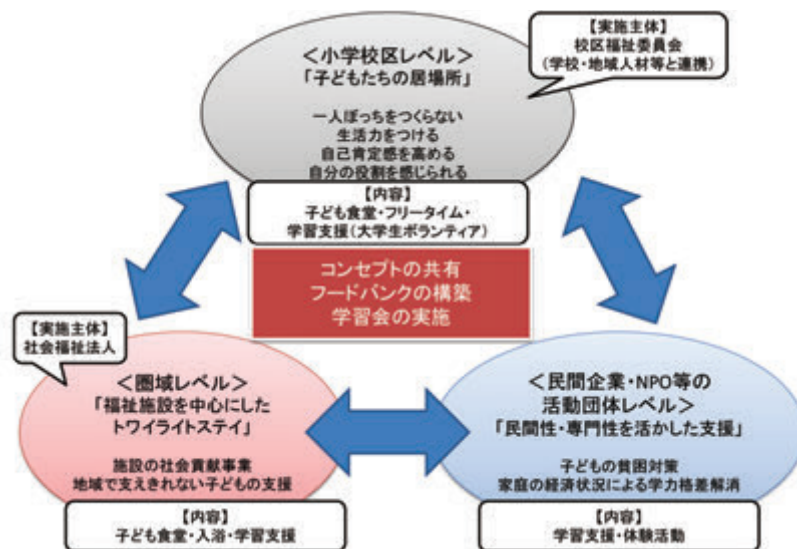 【実施主体】
校区福祉委員会
(学校・地域人材等と連携)
＜小学校区レベル＞
「子どもたちの居場所」
一人ぼっちをつくらない
生活力をつける
自己肯定感を高める
自分の役割を感じられる
【内容】
子ども食堂・フリータイム・
学習支援(大学生ボランティア)
コンセプトの共有
フードバンクの構築
学習会の実施
【実施主体】
社会福祉法人
＜圏域レベル＞
「福祉施設を中心にした
トワイライトステイ」
施設の社会貢献事業
地域で支えきれない子どもの支援
【内容】
子ども食堂・入浴・学習支援
＜民間企業・NPO等の
活動団体レベル＞
「民間性・専門性を活かした支援」
子どもの貧困対策
家庭の経済状況による学力格差解消
【内容】
学習支援・体験活動